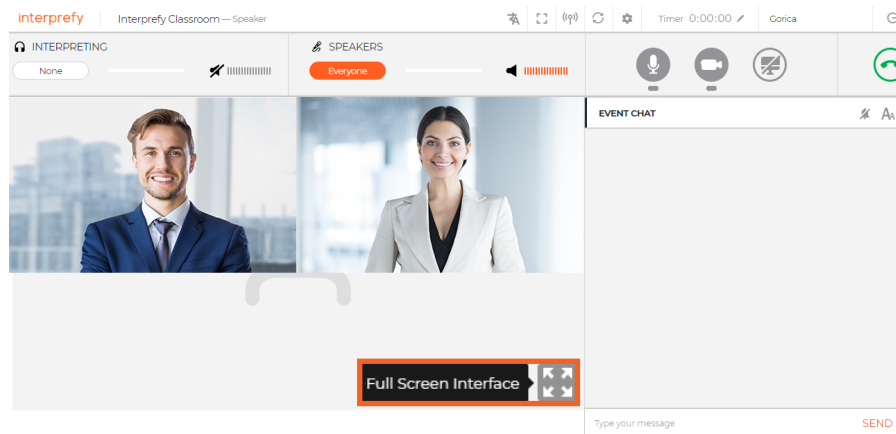 interprefy
Interprefy Classroom — Speaker
Timer 0:00:00
Gorica
INTERPRETING
SPEAKERS
None
Everyone
EVENT CHAT
AA
Full Screen Interface
Type your message
SEND